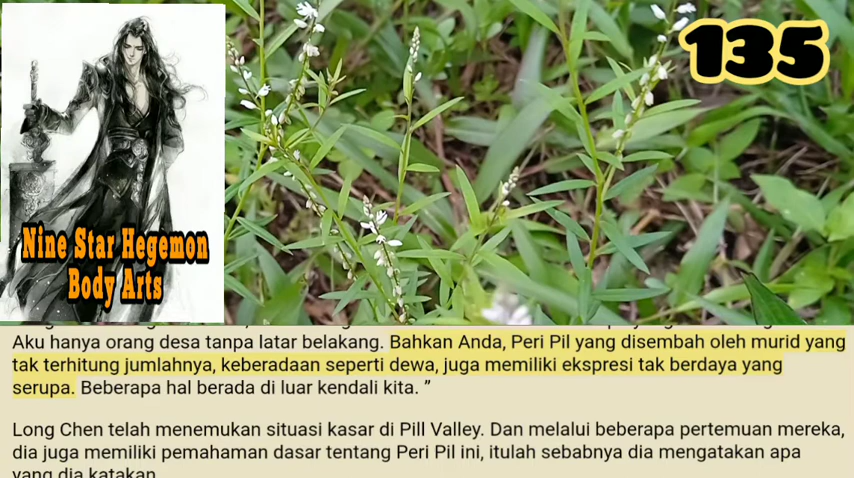 135
Nine Star Hegemon
Body Arts
Aku hanya orang desa tanpa latar belakang. Bahkan Anda, Peri Pil yang disembah oleh murid yang
tak terhitung jumlahnya, keberadaan seperti dewa, juga memiliki ekspresi tak berdaya yang
serupa. Beberapa hal berada di luar kendali kita. ”
Long Chen telah menemukan situasi kasar di Pill Valley. Dan melalui beberapa pertemuan mereka,
dia juga memiliki pemahaman dasar tentang Peri Pil ini, itulah sebabnya dia mengatakan apa
yang dia katakan.